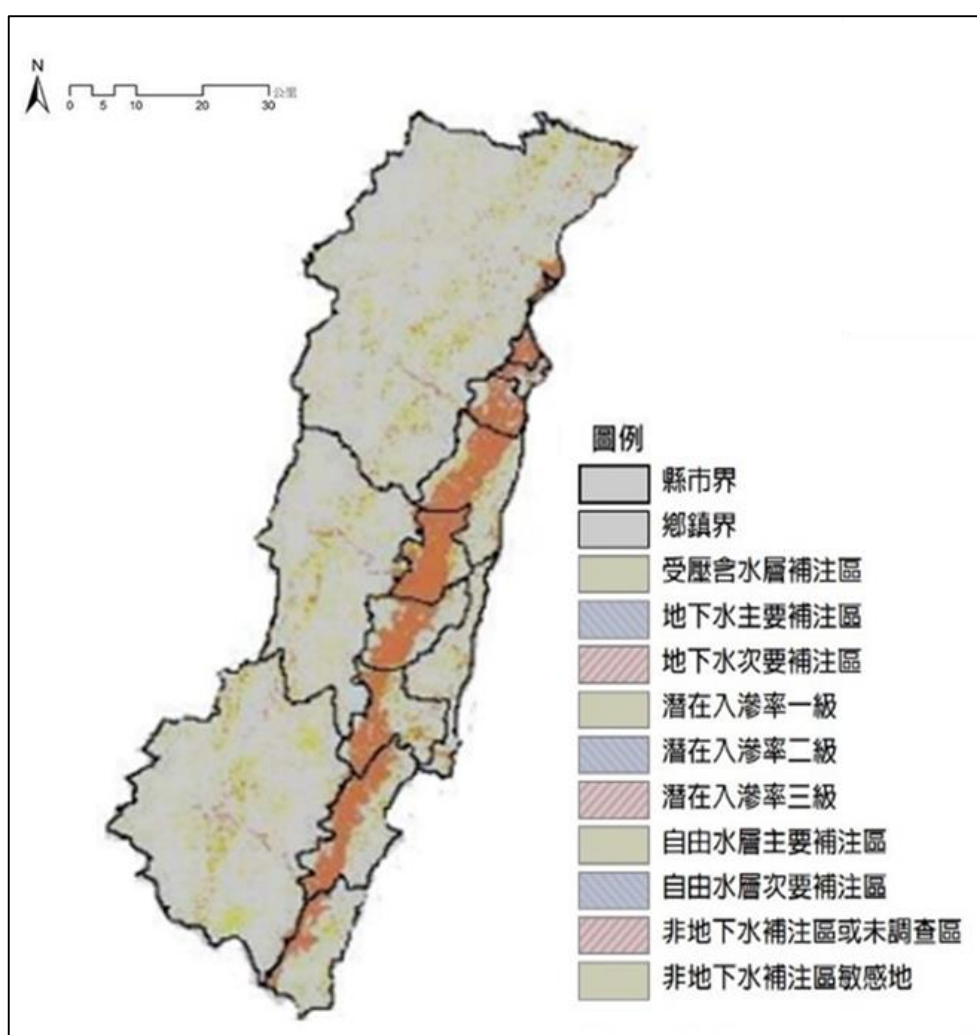 N
0 5 10 20 30 公里
圖例
縣市界
鄉鎮界
受壓含水層補注區
地下水主要補注區
地下水次要補注區
潛在入滲率一級
潛在入滲率二級
潛在入滲率三級
自由水層主要補注區
自由水層次要補注區
非地下水補注區或未調查區
非地下水補注區敏感地